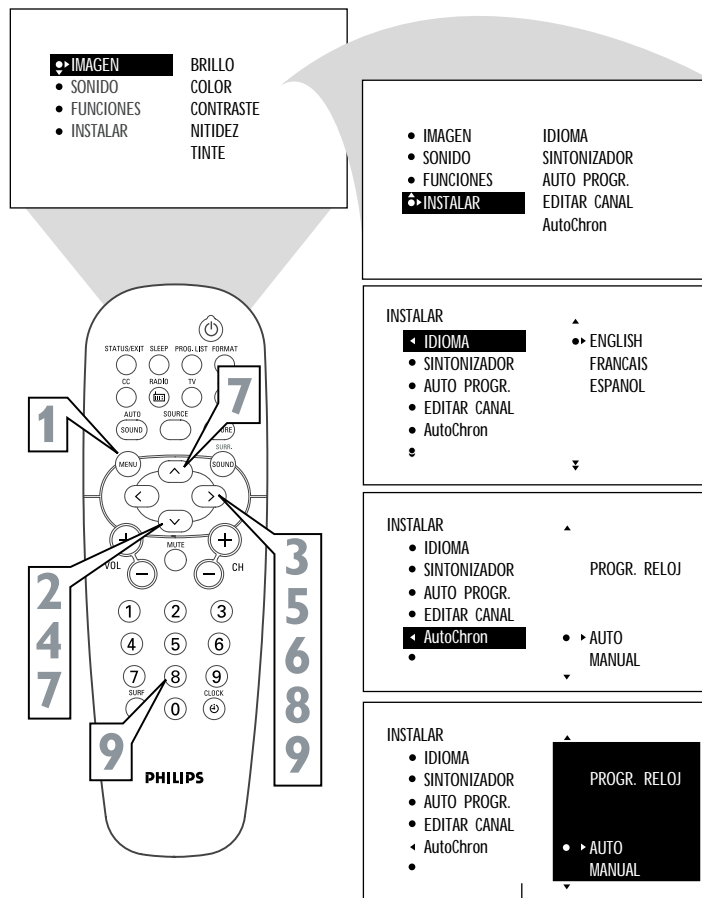 IMAGEN BRILLO
SONIDO COLOR
FUNCIONES CONTRASTE
INSTALAR NITIDEZ
TINTE
IMAGEN IDIOMA
SONIDO SINTONIZADOR
FUNCIONES AUTO PROGR.
INSTALAR EDITAR CANAL
AutoChron
INSTALAR
IDIOMA ENGLISH
SINTONIZADOR FRANCAIS
AUTO PROGR. ESPANOL
EDITAR CANAL
AutoChron
INSTALAR
IDIOMA
SINTONIZADOR PROGR. RELOJ
AUTO PROGR.
EDITAR CANAL
AutoChron AUTO
MANUAL
INSTALAR
IDIOMA
SINTONIZADOR PROGR. RELOJ
AUTO PROGR.
EDITAR CANAL
AutoChron AUTO
MANUAL
STATUS/EXIT SLEEP PROG. LIST FORMAT
CC RADIO TV
AUTO SOURCE
SOUND
SURR.
MENU SOUND
MUTE
VOL CH
1 2 3
4 5 6
7 8 9
SURF 0 CLOCK
PHILIPS
1
7
2
4
7
3
5
6
8
9
9